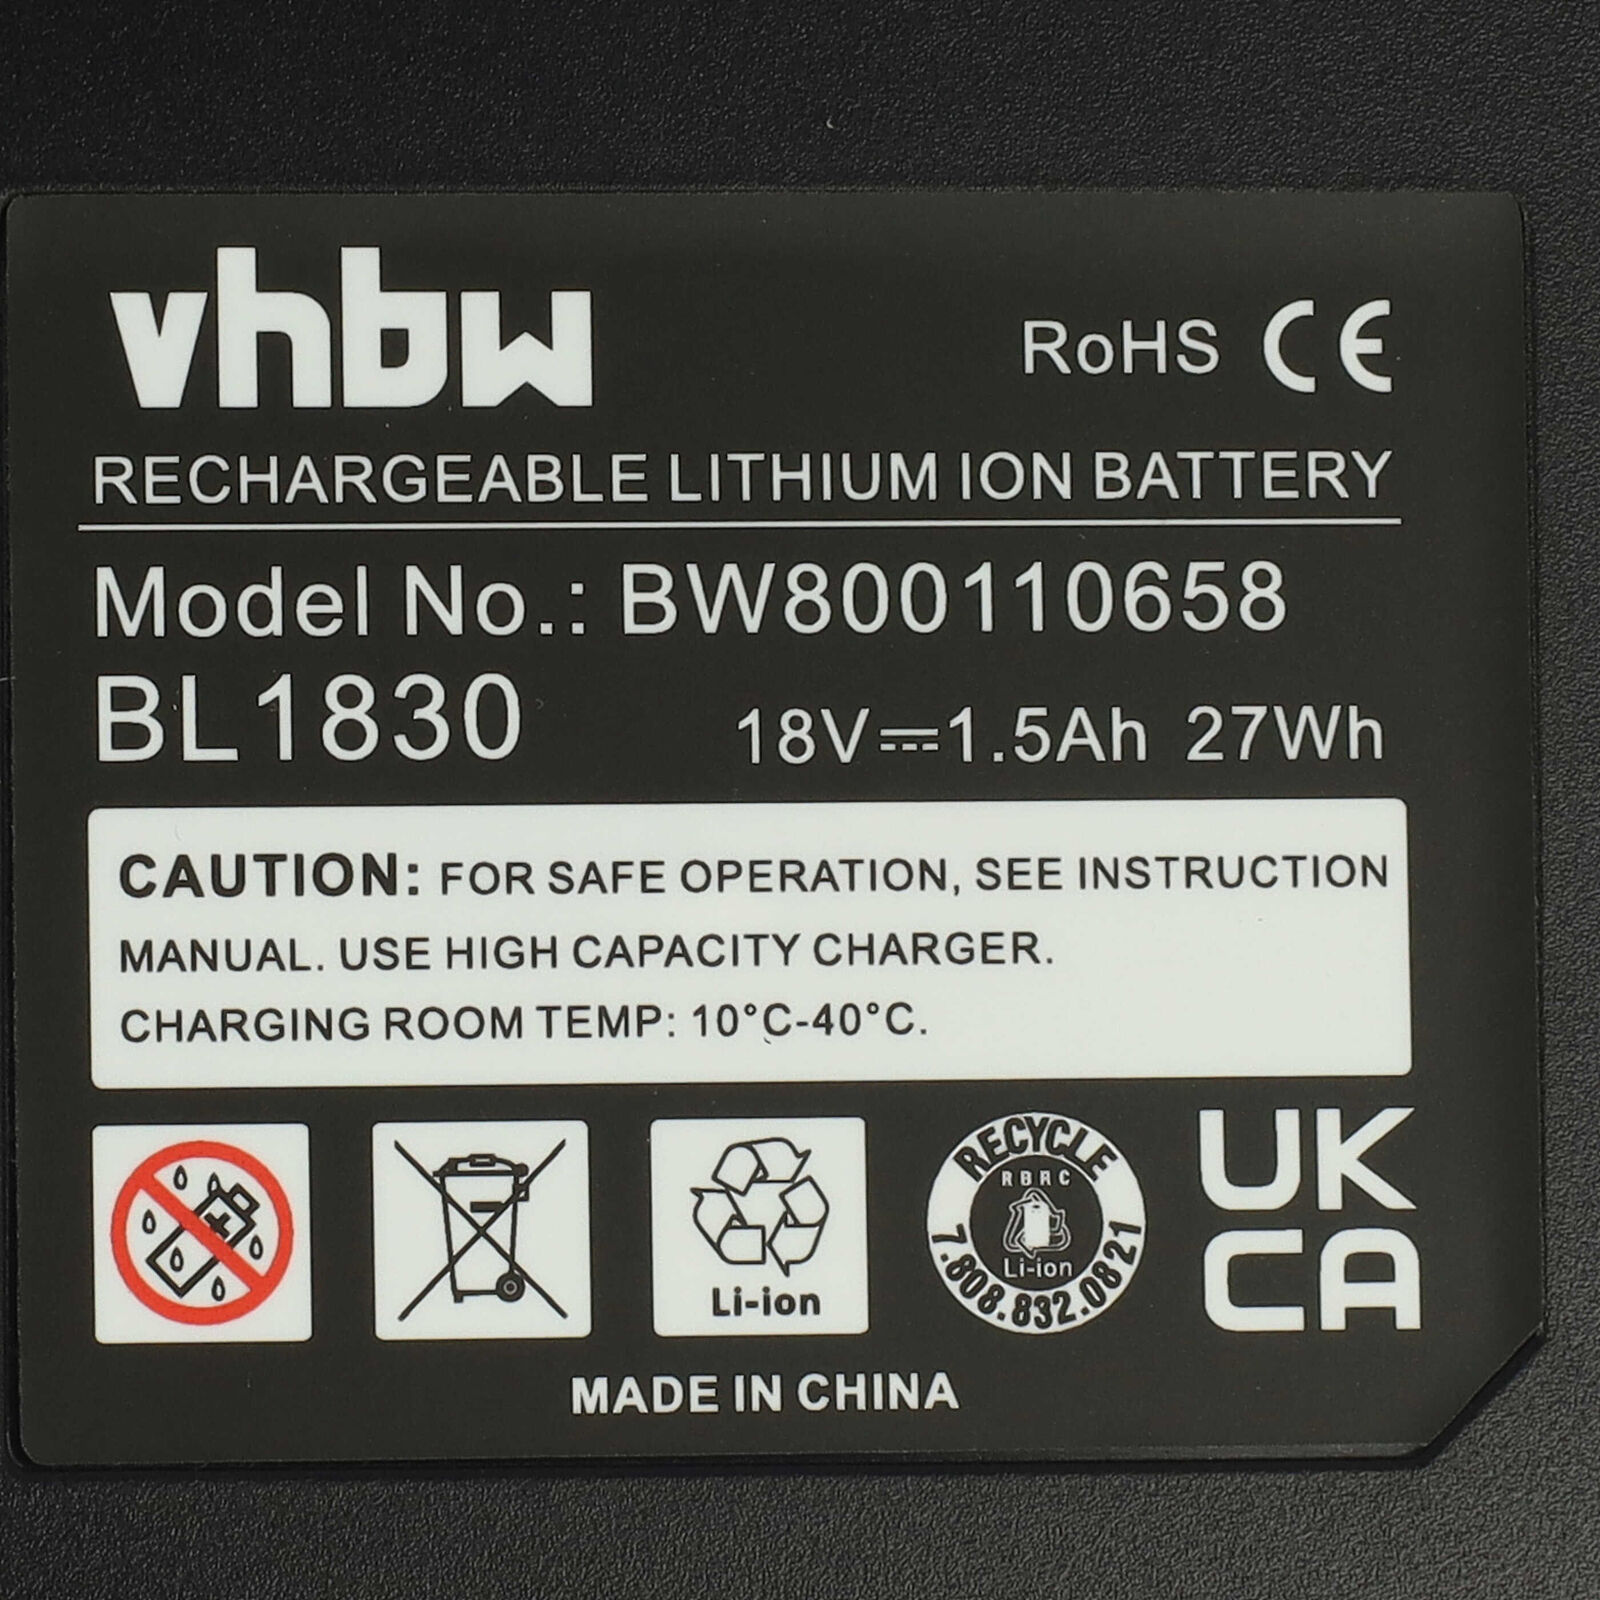 vhbw
RoHS CE
RECHARGEABLE LITHIUM ION BATTERY
Model No.: BW800110658
BL1830 18V⎓1.5Ah 27Wh
CAUTION: FOR SAFE OPERATION, SEE INSTRUCTION
MANUAL. USE HIGH CAPACITY CHARGER.
CHARGING ROOM TEMP: 10°C-40°C.
Li-ion
RECYCLE
RBRC
Li-ion
7.808.832.0821
UK
CA
MADE IN CHINA